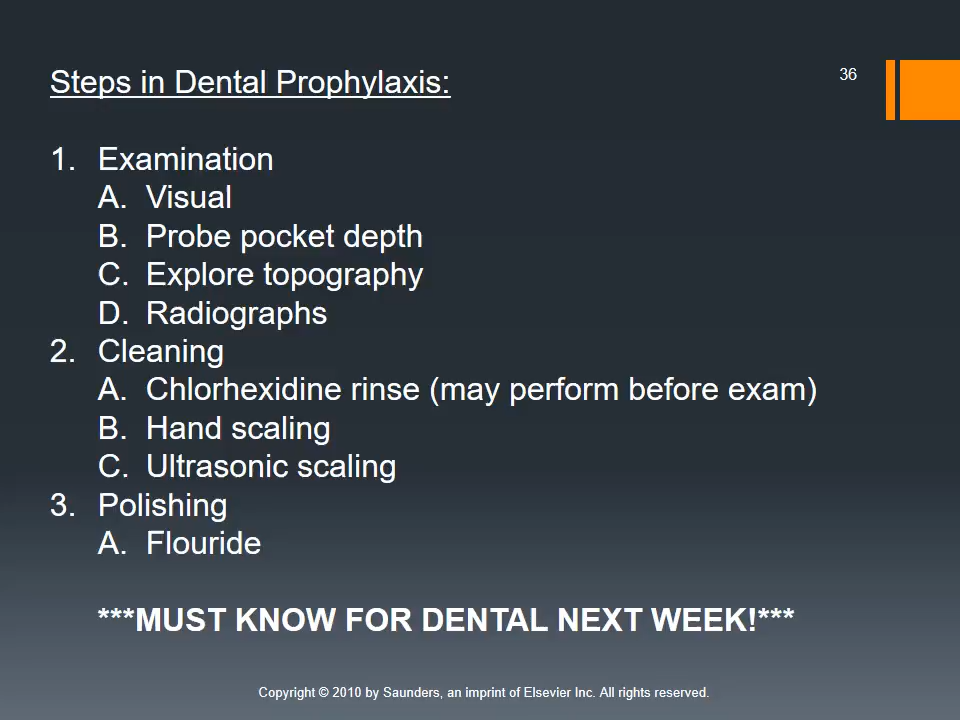 Steps in Dental Prophylaxis:
36
1. Examination
A. Visual
B. Probe pocket depth
C. Explore topography
D. Radiographs
2. Cleaning
A. Chlorhexidine rinse (may perform before exam)
B. Hand scaling
C. Ultrasonic scaling
3. Polishing
A. Flouride
***MUST KNOW FOR DENTAL NEXT WEEK!***
Copyright © 2010 by Saunders, an imprint of Elsevier Inc. All rights reserved.